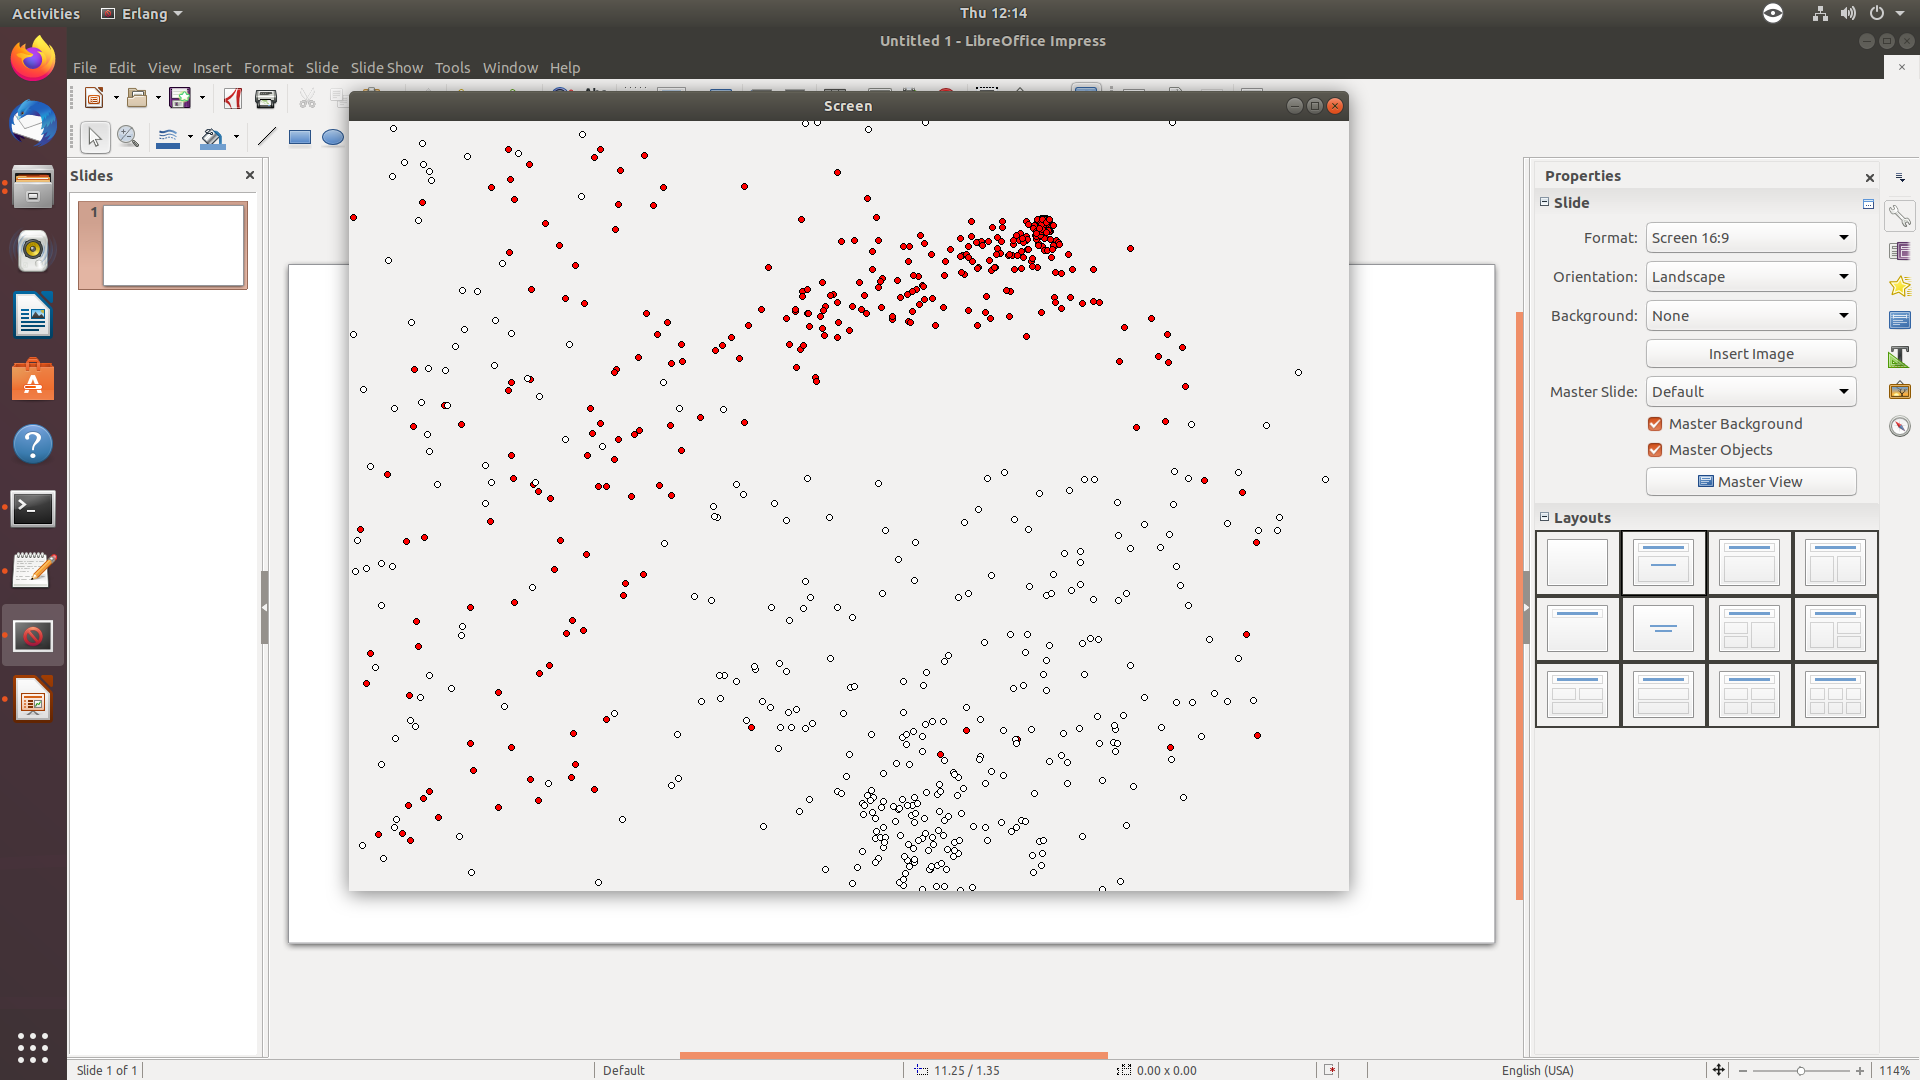 Activities
Erlang
Thu 12:14
Untitled 1 - LibreOffice Impress
File Edit View Insert Format Slide Slide Show Tools Window Help
Screen
Slides
1
Properties
Slide
Format: Screen 16:9
Orientation: Landscape
Background: None
Insert Image
Master Slide: Default
Master Background
Master Objects
Master View
Layouts
Slide 1 of 1
Default
11.25 / 1.35
0.00 x 0.00
English (USA)
114%